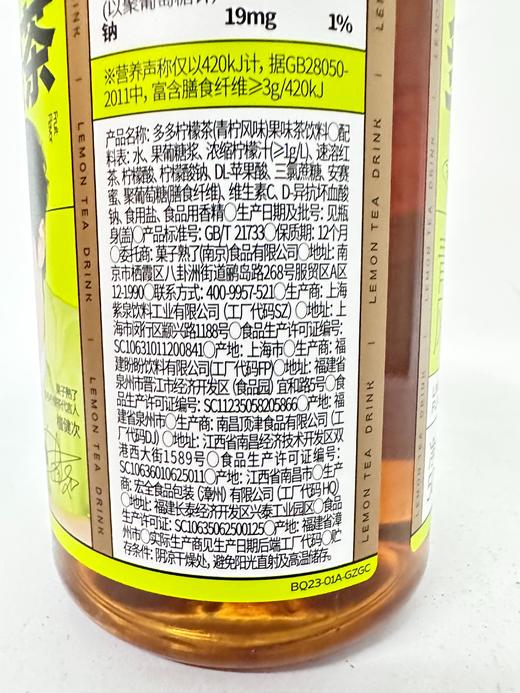 (以聚葡萄糖计)
钠 19mg 1%
※营养声称仅以420kJ计, 据GB28050-
2011中, 富含膳食纤维≥3g/420kJ
产品名称: 多多柠檬茶(青柠风味)果味茶饮料○配
料表: 水、果葡糖浆、浓缩柠檬汁(≥1g/L)、速溶红
茶、柠檬酸、柠檬酸钠、DL-苹果酸、三氯蔗糖、安赛
蜜、聚葡萄糖(膳食纤维)、维生素C、D-异抗坏血酸
钠、食用盐、食品用香精○生产日期及批号: 见瓶
身(盖)○产品标准号: GB/T 21733○保质期: 12个月
○委托商: 菓子熟了(南京)食品有限公司○地址: 南
京市栖霞区八卦洲街道鹂岛路268号服贸区A区
12-1990○联系方式: 400-9957-521○生产商: 上海
紫泉饮料工业有限公司 (工厂代码SZ) ○地址: 上
海市闵行区颛兴路1188号○食品生产许可证编号:
SC10631011200841○产地: 上海市○生产商: 福
建盼盼饮料有限公司(工厂代码FP)○地址: 福建省
泉州市晋江市经济开发区 (食品园) 宜和路5号○食
品生产许可证编号: SC11235058205866○产地: 福
建省泉州市○生产商: 南昌顶津食品有限公司 (工
厂代码DJ) ○地址: 江西省南昌经济技术开发区双
港西大街1589号○食品生产许可证编号:
SC10636010625011○产地: 江西省南昌市○生产
商: 宏全食品包装 (漳州) 有限公司 (工厂代码HQ)
○地址: 福建长泰经济开发区兴泰工业园区○食品
生产许可证: SC10635062500125○产地: 福建省漳
州市○实际生产商见生产日期后端工厂代码○贮
存条件: 阴凉干燥处, 避免阳光直射及高温储存。
BQ23-01A-GZGC
茶
Fruit
Flavor
菓子熟了
LEMON TEA DRINK | LEMON TEA DRINK
LEMON TEA DRINK | LEMON TEA DRINK
LEMON TEA DRINK | LEMON TEA DRINK